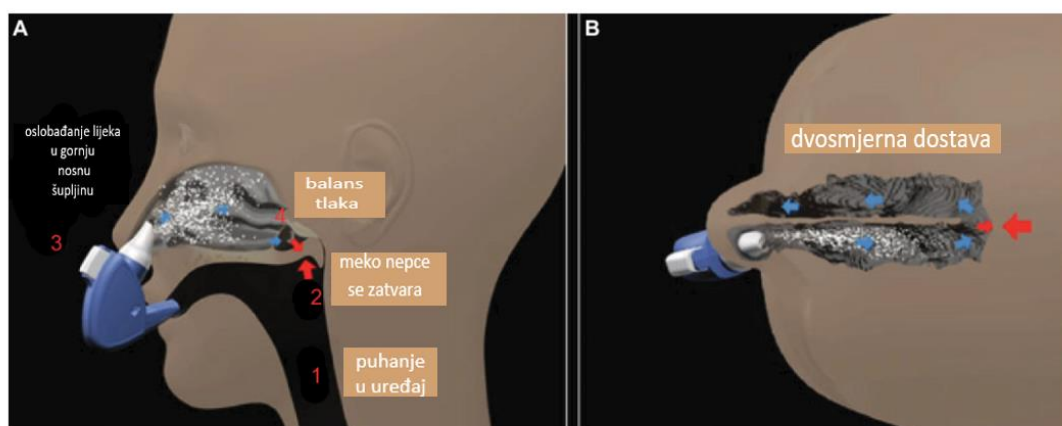 A
oslobađanje lijeka
u gornju
nosnu
šupljinu
3
4
balans
tlaka
meko nepce
se zatvara
2
1
puhanje
u uređaj
B
dvosmjerna dostava